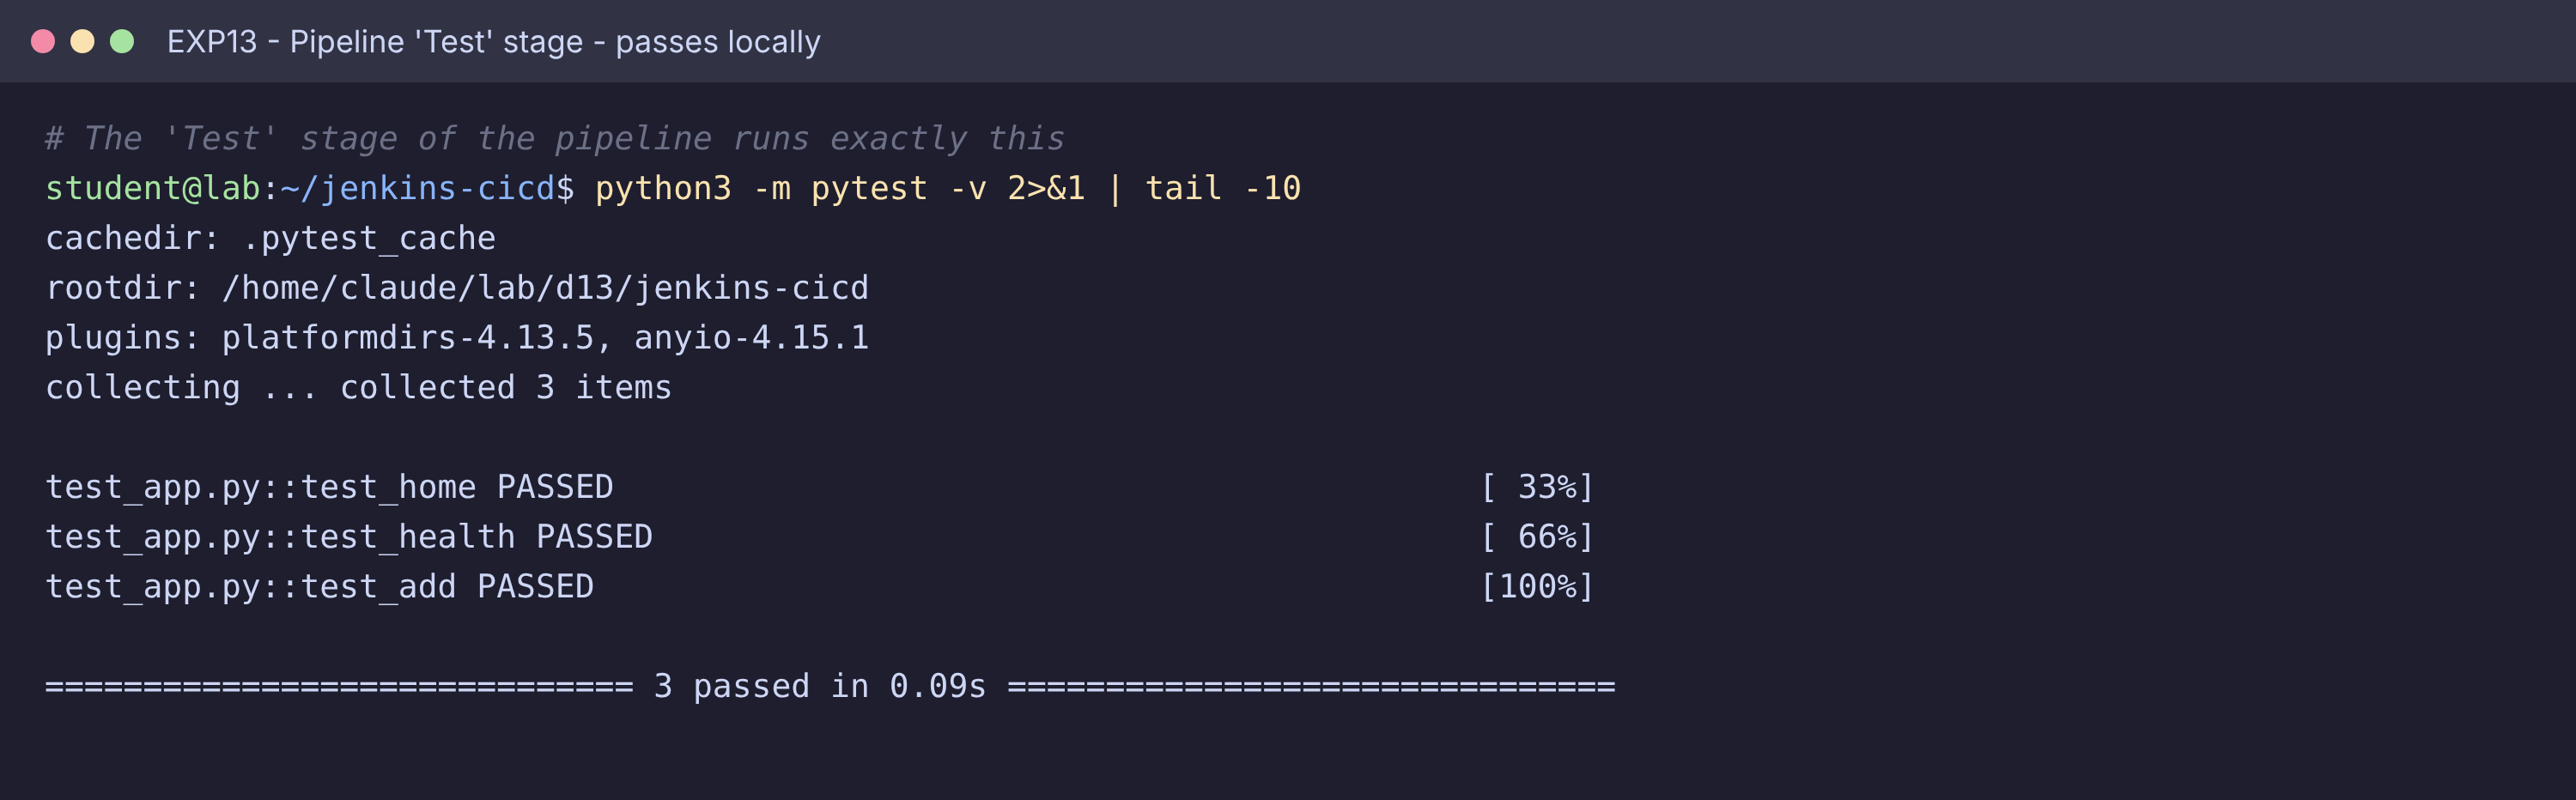 EXP13 - Pipeline 'Test' stage - passes locally
# The 'Test' stage of the pipeline runs exactly this
student@lab:~/jenkins-cicd$ python3 -m pytest -v 2>&1 | tail -10
cachedir: .pytest_cache
rootdir: /home/claude/lab/d13/jenkins-cicd
plugins: platformdirs-4.13.5, anyio-4.15.1
collecting ... collected 3 items
test_app.py::test_home PASSED [ 33%]
test_app.py::test_health PASSED [ 66%]
test_app.py::test_add PASSED [100%]
============================== 3 passed in 0.09s ===============================